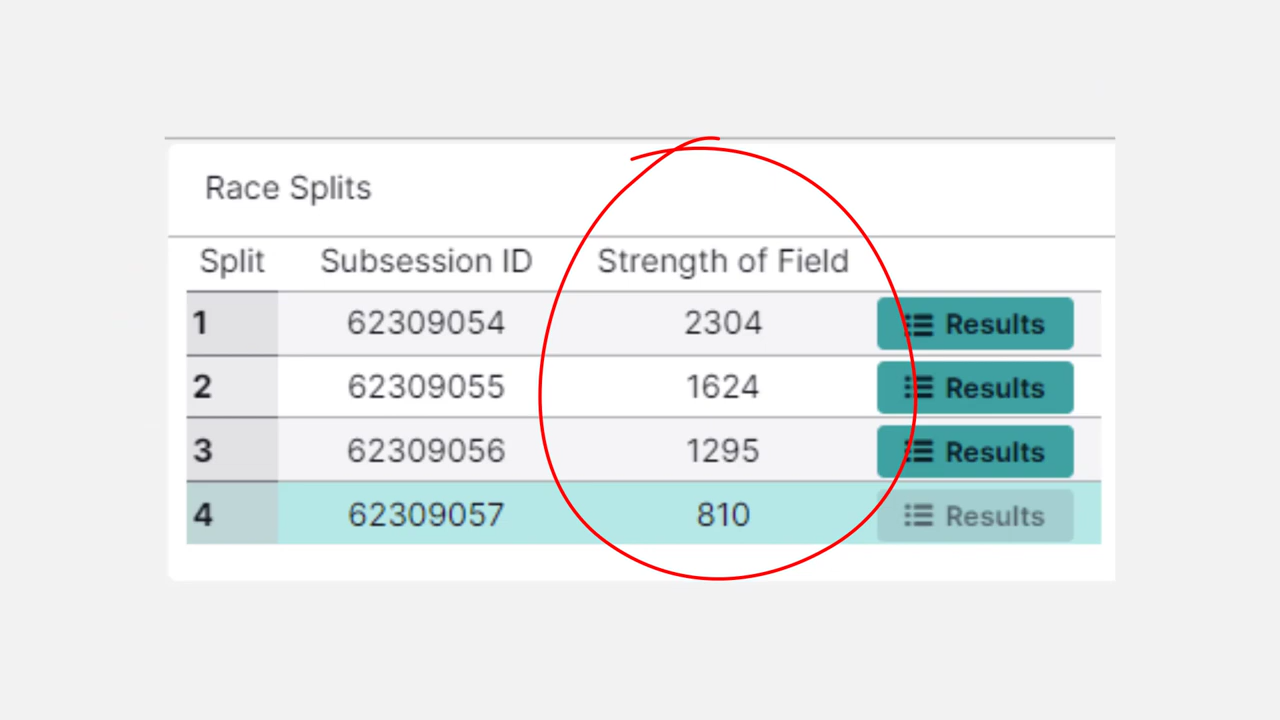 Race Splits
Split Subsession ID Strength of Field
1 62309054 2304 Results
2 62309055 1624 Results
3 62309056 1295 Results
4 62309057 810 Results